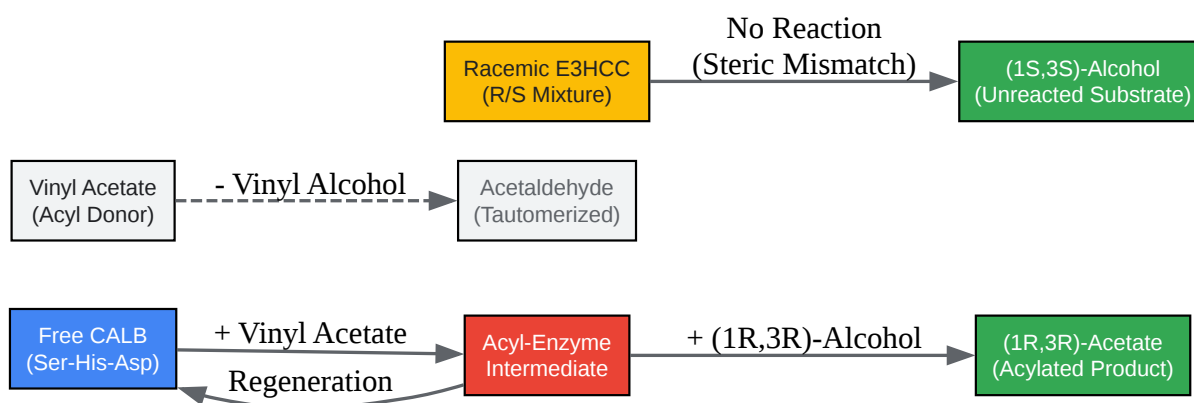 No Reaction
(Steric Mismatch)
Racemic E3HCC
(R/S Mixture)
(1S,3S)-Alcohol
(Unreacted Substrate)
Vinyl Acetate
(Acyl Donor)
- Vinyl Alcohol
Acetaldehyde
(Tautomerized)
Free CALB
(Ser-His-Asp)
+ Vinyl Acetate
Regeneration
Acyl-Enzyme
Intermediate
+ (1R,3R)-Alcohol
(1R,3R)-Acetate
(Acylated Product)